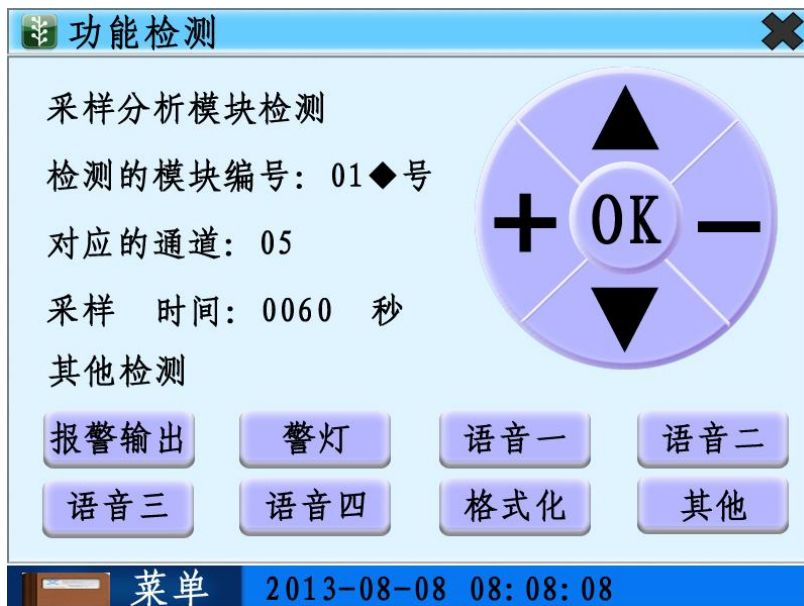 功能检测
采样分析模块检测
检测的模块编号: 01◆号
对应的通道: 05
采样 时间: 0060 秒
其他检测
OK
报警输出 警灯 语音一 语音二
语音三 语音四 格式化 其他
菜单 2013-08-08 08:08:08